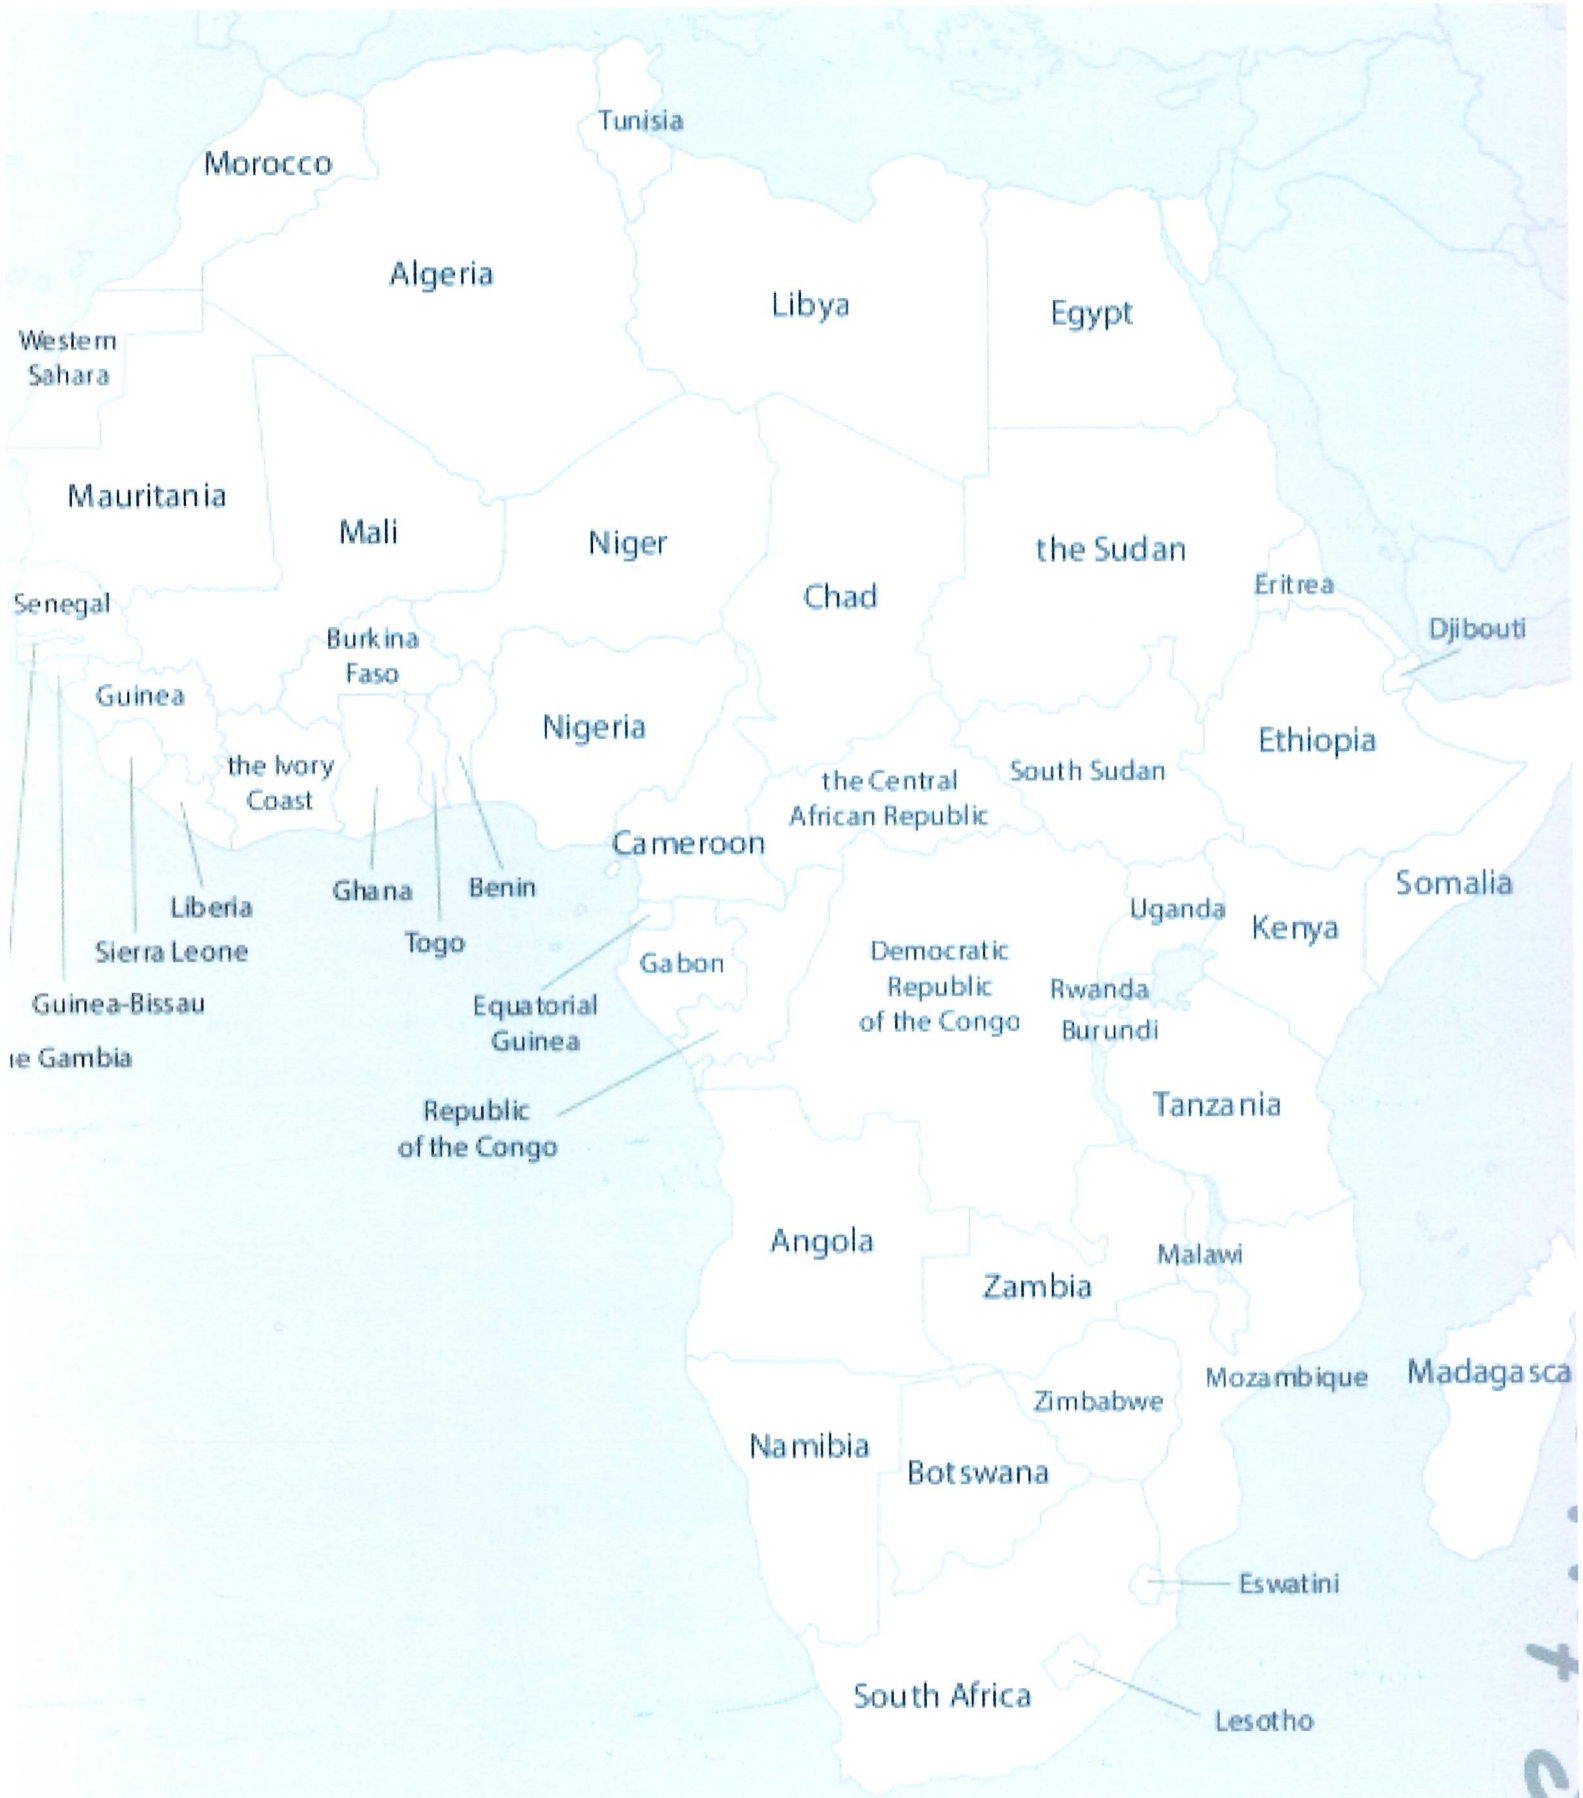 Tunisia
Morocco
Algeria
Libya
Egypt
Western
Sahara
Mauritania
Mali
Niger
Chad
the Sudan
Eritrea
Djibouti
Senegal
Burkina
Faso
Guinea
Nigeria
Ethiopia
the Ivory
Coast
the Central
African Republic
South Sudan
Cameroon
Somalia
Liberia
Ghana
Benin
Uganda
Kenya
Sierra Leone
Togo
Gabon
Democratic
Republic
of the Congo
Rwanda
Burundi
Guinea-Bissau
Equatorial
Guinea
ne Gambia
Republic
of the Congo
Tanzania
Angola
Malawi
Zambia
Mozambique
Madagasca
Zimbabwe
Namibia
Botswana
Eswatini
South Africa
Lesotho